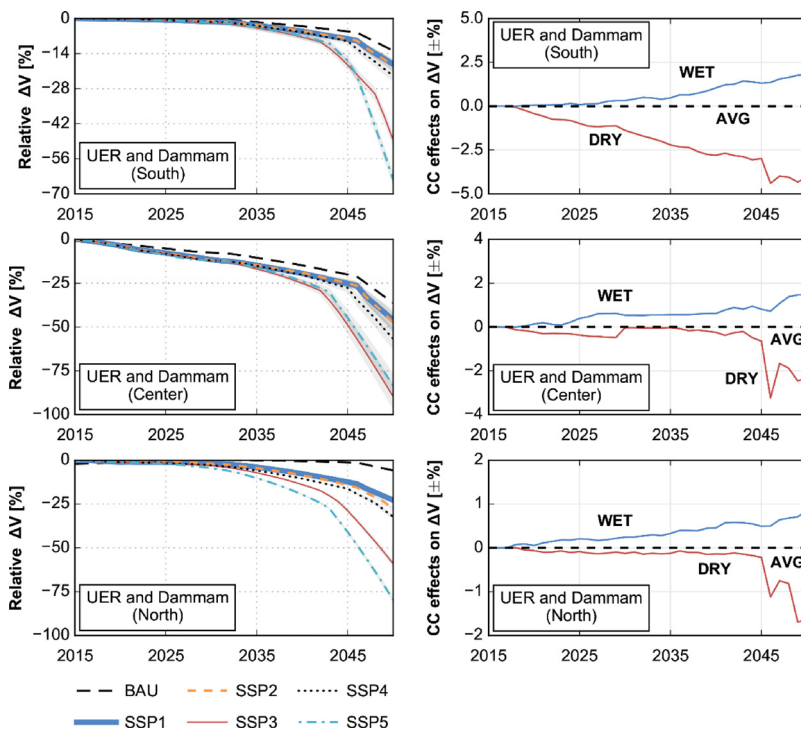 Relative ΔV [%]
0
−14
−28
−42
−56
−70
UER and Dammam
(South)
2015
2025
2035
2045
CC effects on ΔV [±%]
5.0
2.5
0.0
−2.5
−5.0
UER and Dammam
(South)
WET
AVG
DRY
2015
2025
2035
2045
Relative ΔV [%]
0
−25
−50
−75
−100
UER and Dammam
(Center)
2015
2025
2035
2045
CC effects on ΔV [±%]
4
2
0
−2
−4
WET
AVG
DRY
UER and Dammam
(Center)
2015
2025
2035
2045
Relative ΔV [%]
0
−25
−50
−75
−100
UER and Dammam
(North)
2015
2025
2035
2045
CC effects on ΔV [±%]
2
1
0
−1
−2
WET
DRY
AVG
UER and Dammam
(North)
2015
2025
2035
2045
BAU
SSP2
SSP4
SSP1
SSP3
SSP5